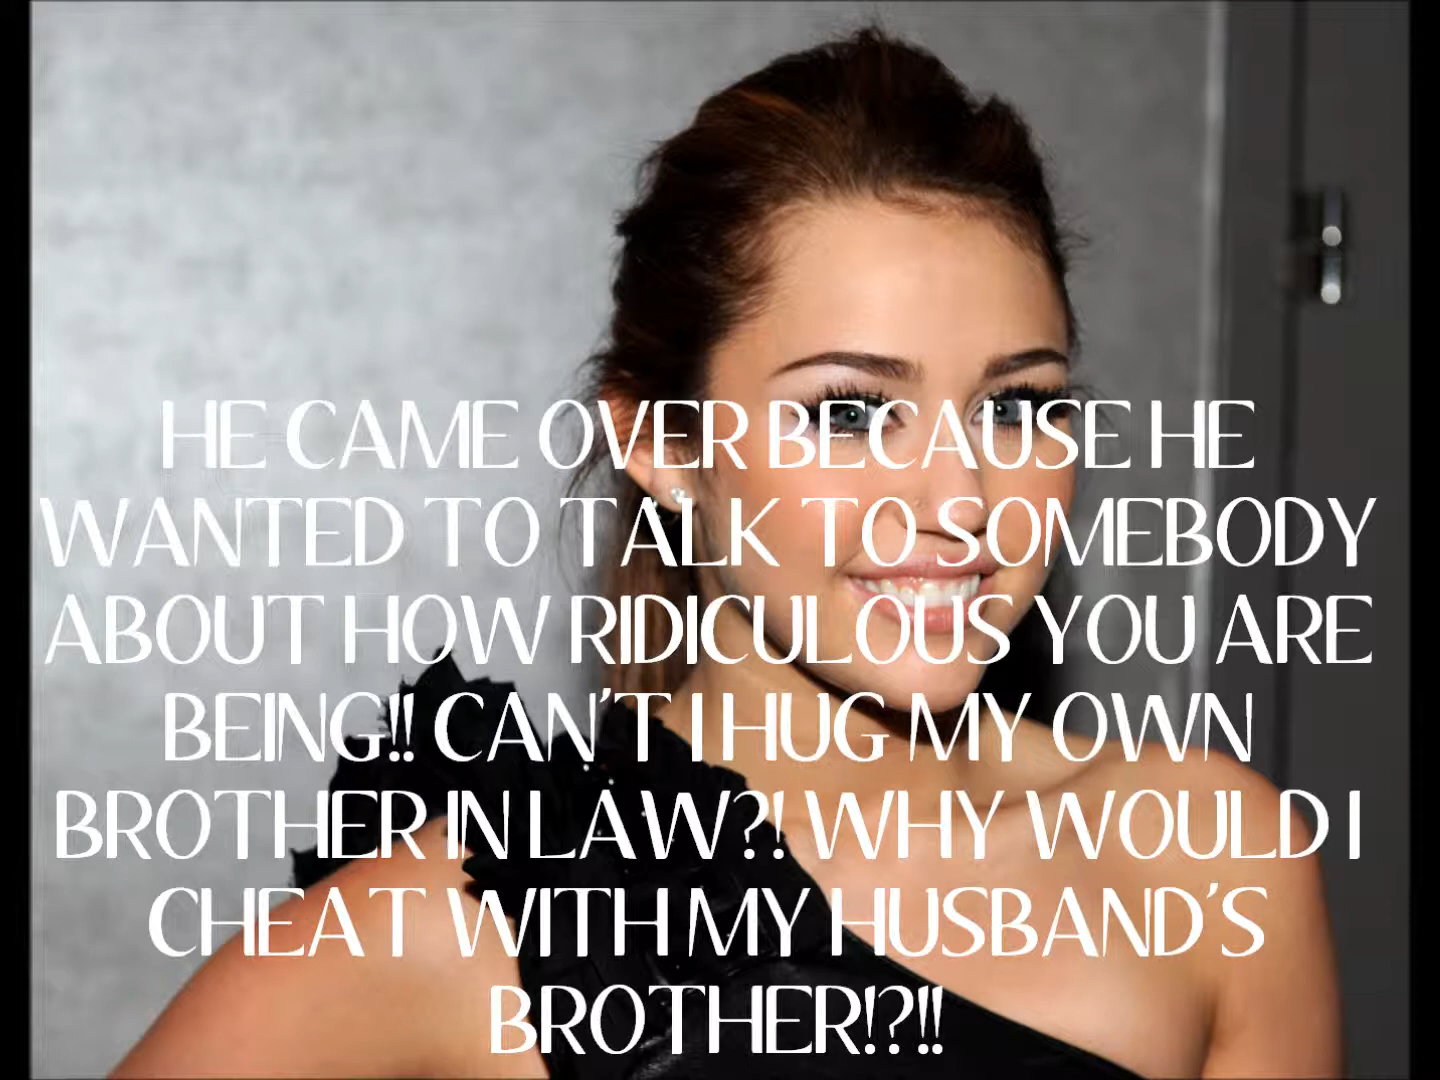 HE CAME OVER BECAUSE HE
WANTED TO TALK TO SOMEBODY
ABOUT HOW RIDICULOUS YOU ARE
BEING!! CAN'T I HUG MY OWN
BROTHER IN LAW?! WHY WOULD I
CHEAT WITH MY HUSBAND'S
BROTHER!?!!